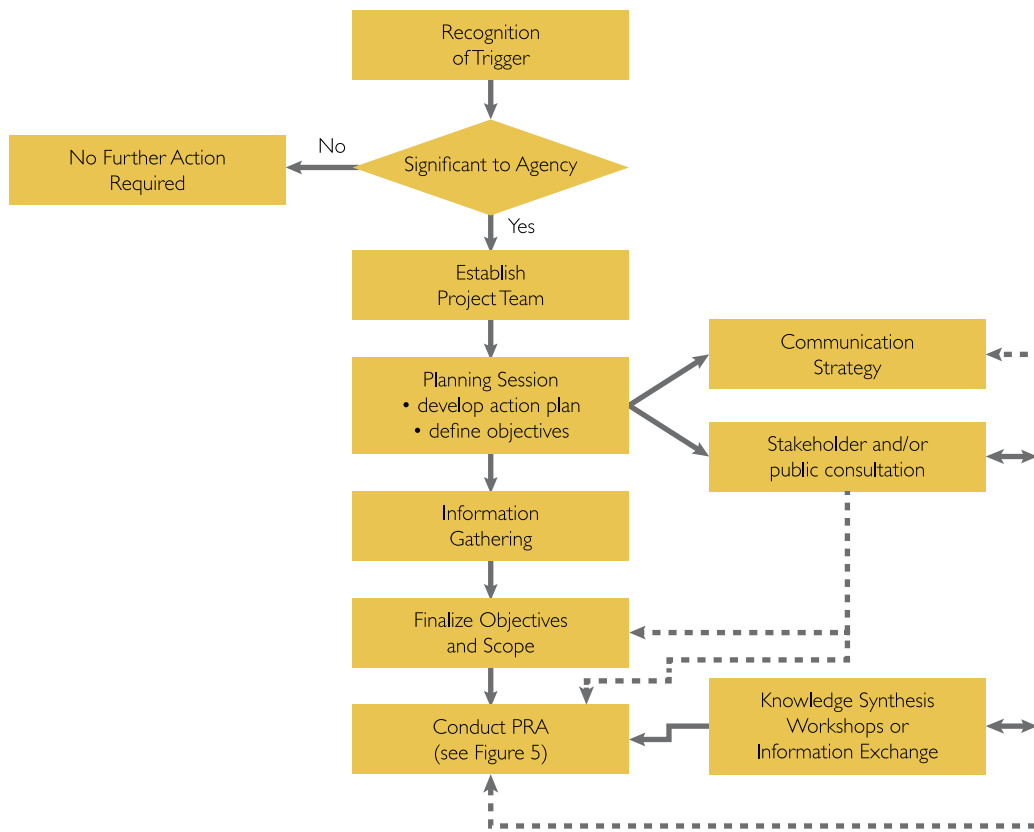 Recognition
of Trigger
Significant to Agency
No
No Further Action
Required
Yes
Establish
Project Team
Planning Session
• develop action plan
• define objectives
Communication
Strategy
Stakeholder and/or
public consultation
Information
Gathering
Finalize Objectives
and Scope
Conduct PRA
(see Figure 5)
Knowledge Synthesis
Workshops or
Information Exchange